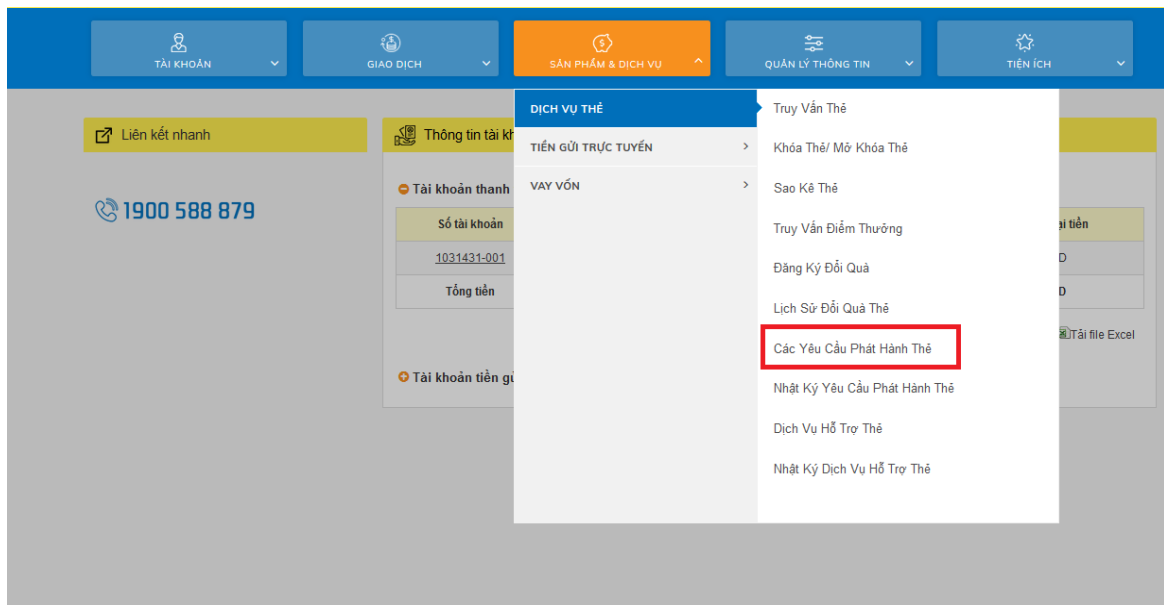 TÀI KHOẢN
GIAO DỊCH
SẢN PHẨM & DỊCH VỤ
QUẢN LÝ THÔNG TIN
TIỆN ÍCH
Liên kết nhanh
1900 588 879
Thông tin tài kh
Tài khoản thanh
Số tài khoản
ại tiền
1031431-001
D
Tổng tiền
D
Tải file Excel
Tài khoản tiền gử
DỊCH VỤ THẺ
TIỀN GỬI TRỰC TUYẾN
VAY VỐN
Truy Vấn Thẻ
Khóa Thẻ/ Mở Khóa Thẻ
Sao Kê Thẻ
Truy Vấn Điểm Thưởng
Đăng Ký Đổi Quà
Lịch Sử Đổi Quà Thẻ
Các Yêu Cầu Phát Hành Thẻ
Nhật Ký Yêu Cầu Phát Hành Thẻ
Dịch Vụ Hỗ Trợ Thẻ
Nhật Ký Dịch Vụ Hỗ Trợ Thẻ